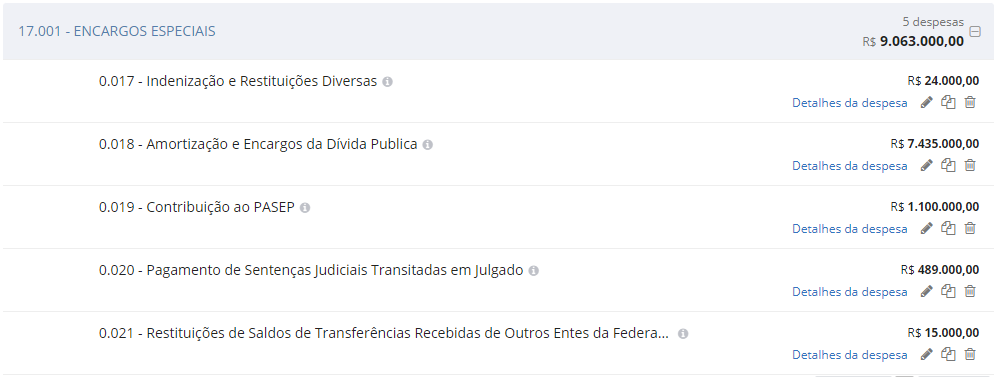 17.001 - ENCARGOS ESPECIAIS
5 despesas
R$ 9.063.000,00
0.017 - Indenização e Restituições Diversas
R$ 24.000,00
Detalhes da despesa
0.018 - Amortização e Encargos da Dívida Publica
R$ 7.435.000,00
Detalhes da despesa
0.019 - Contribuição ao PASEP
R$ 1.100.000,00
Detalhes da despesa
0.020 - Pagamento de Sentenças Judiciais Transitadas em Julgado
R$ 489.000,00
Detalhes da despesa
0.021 - Restituições de Saldos de Transferências Recebidas de Outros Entes da Federa...
R$ 15.000,00
Detalhes da despesa